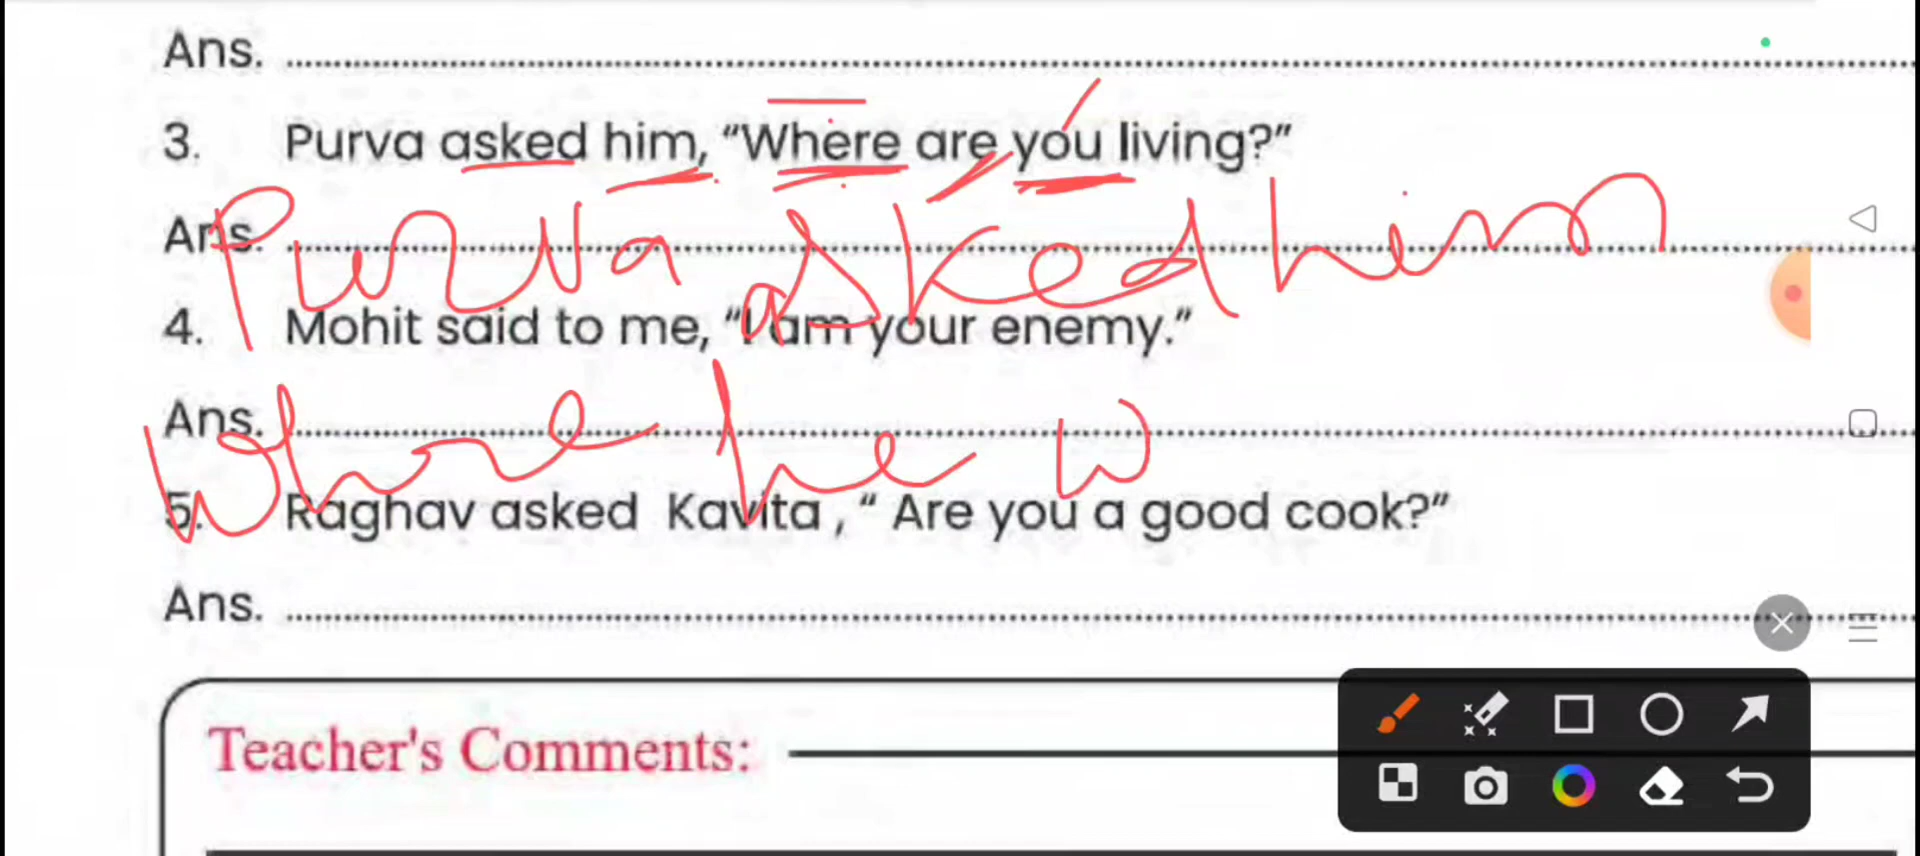 Ans. ........................................................................
3. Purva asked him, “Where are you living?”
Ans. ........................................................................
Purva asked him
4. Mohit said to me, “I am your enemy.”
Ans. ........................................................................
where he w
5. Raghav asked Kavita , “ Are you a good cook?”
Ans. ........................................................................
Teacher's Comments: